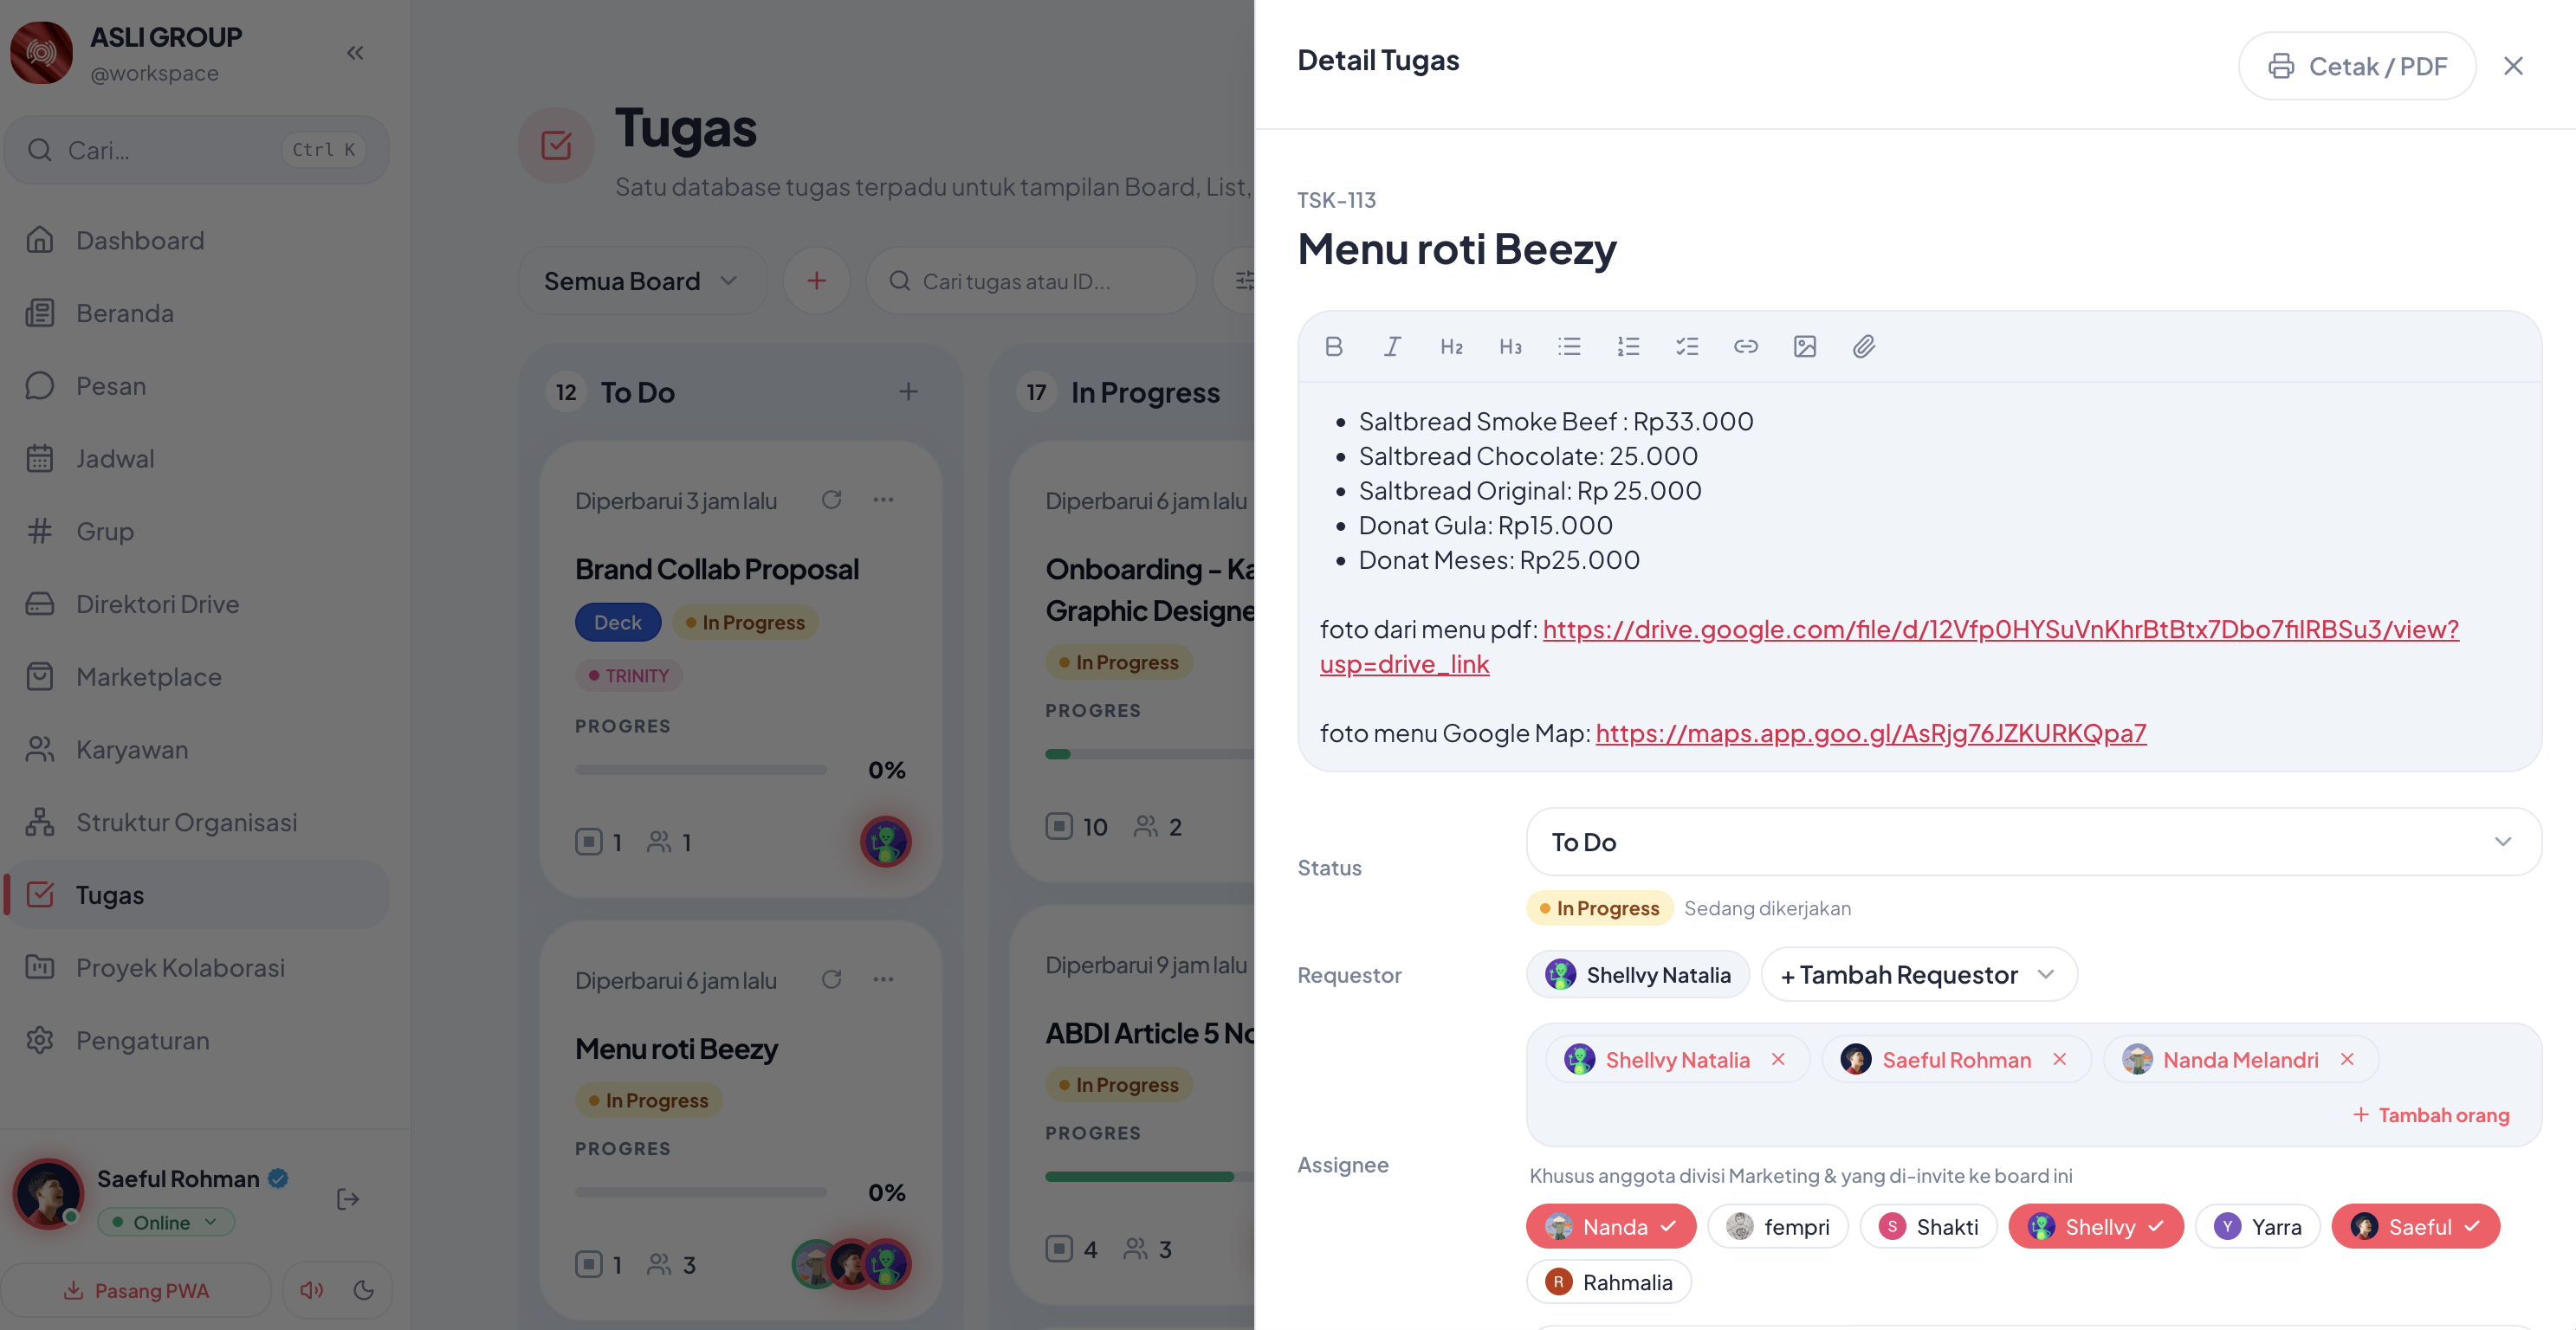 ASLI GROUP
@workspace
Cari...
Ctrl K
Dashboard
Beranda
Pesan
Jadwal
Grup
Direktori Drive
Marketplace
Karyawan
Struktur Organisasi
Tugas
Proyek Kolaborasi
Pengaturan
Saeful Rohman
Online
Pasang PWA
Tugas
Satu database tugas terpadu untuk tampilan Board, List,
Semua Board
Cari tugas atau ID...
12 To Do
Diperbarui 3 jam lalu
Brand Collab Proposal
Deck
In Progress
TRINITY
PROGRES
0%
1
1
Diperbarui 6 jam lalu
Menu roti Beezy
In Progress
PROGRES
0%
1
3
17 In Progress
Diperbarui 6 jam lalu
Onboarding - Ka
Graphic Designe
In Progress
PROGRES
10
2
Diperbarui 9 jam lalu
ABDI Article 5 No
In Progress
PROGRES
4
3
Detail Tugas
Cetak / PDF
TSK-113
Menu roti Beezy
B I H2 H3
• Saltbread Smoke Beef : Rp33.000
• Saltbread Chocolate: 25.000
• Saltbread Original: Rp 25.000
• Donat Gula: Rp15.000
• Donat Meses: Rp25.000
foto dari menu pdf: https://drive.google.com/file/d/12Vfp0HYSuVnKhrBtBtx7Dbo7filRBSu3/view?
usp=drive_link
foto menu Google Map: https://maps.app.goo.gl/AsRjg76JZKURKQpa7
Status
To Do
In Progress
Sedang dikerjakan
Requestor
Shellvy Natalia
+ Tambah Requestor
Assignee
Shellvy Natalia
Saeful Rohman
Nanda Melandri
+ Tambah orang
Khusus anggota divisi Marketing & yang di-invite ke board ini
Nanda
fempri
S Shakti
Shellvy
Y Yarra
Saeful
R Rahmalia